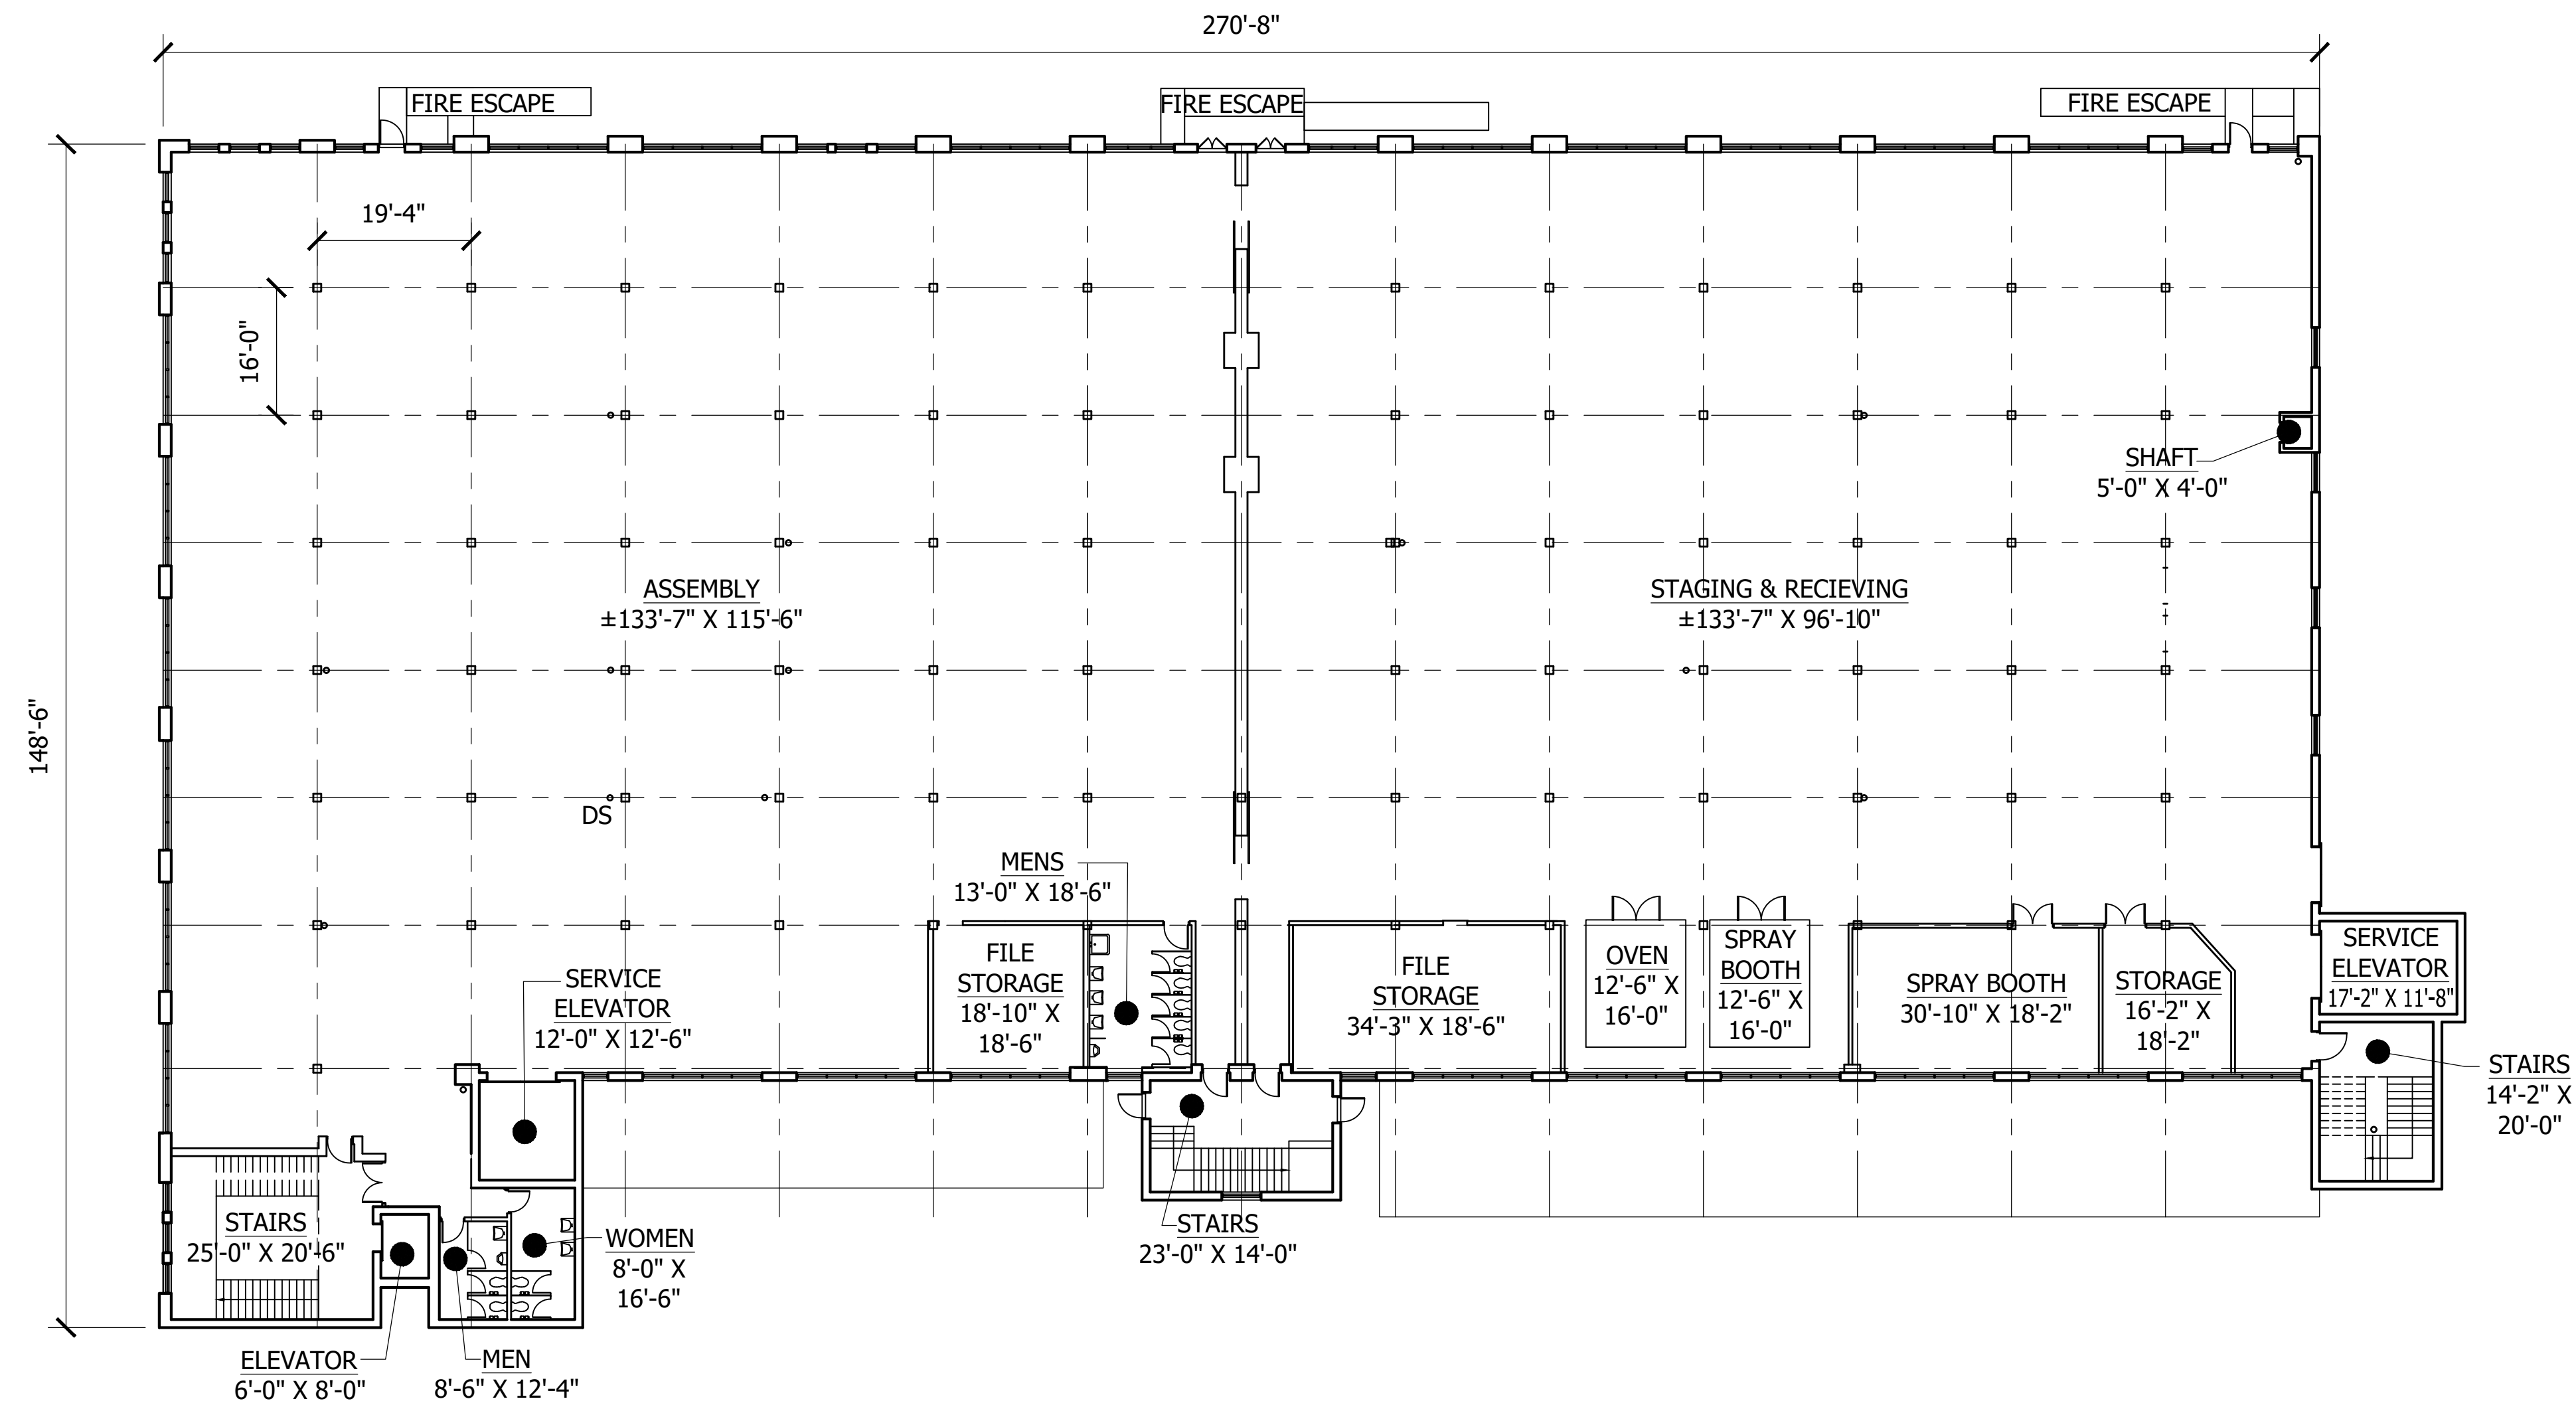 270'-8"
FIRE ESCAPE
FIRE ESCAPE
FIRE ESCAPE
19'-4"
16'-0"
148'-6"
SHAFT
5'-0" X 4'-0"
ASSEMBLY
±133'-7" X 115'-6"
STAGING & RECIEVING
±133'-7" X 96'-10"
DS
MENS
13'-0" X 18'-6"
FILE
STORAGE
18'-10" X
18'-6"
SERVICE
ELEVATOR
12'-0" X 12'-6"
FILE
STORAGE
34'-3" X 18'-6"
OVEN
12'-6" X
16'-0"
SPRAY
BOOTH
12'-6" X
16'-0"
SPRAY BOOTH
30'-10" X 18'-2"
STORAGE
16'-2" X
18'-2"
SERVICE
ELEVATOR
17'-2" X 11'-8"
STAIRS
14'-2" X
20'-0"
STAIRS
25'-0" X 20'-6"
WOMEN
8'-0" X
16'-6"
STAIRS
23'-0" X 14'-0"
ELEVATOR
6'-0" X 8'-0"
MEN
8'-6" X 12'-4"